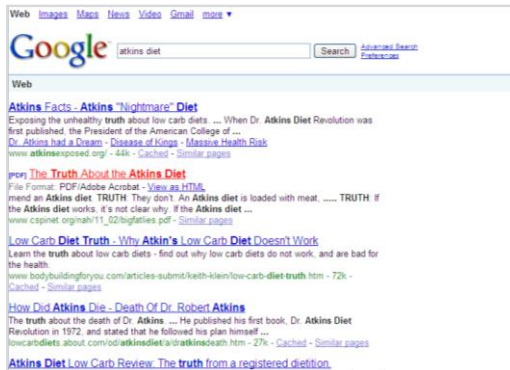 Web Images Maps News Video Gmail more ▼
Google atkins diet Search Advanced Search
Preferences
Web
Atkins Facts - Atkins "Nightmare" Diet
Exposing the unhealthy truth about low carb diets. ... When Dr. Atkins Diet Revolution was
first published, the President of the American College of ...
Dr. Atkins had a Dream - Disease of Kings - Massive Health Risk
www.atkinsexposed.org/ - 44k - Cached - Similar pages
[PDF] The Truth About the Atkins Diet
File Format: PDF/Adobe Acrobat - View as HTML
mend an Atkins diet. TRUTH: They don't. An Atkins diet is loaded with meat, ..... TRUTH: If
the Atkins diet works, it's not clear why. If the Atkins diet ...
www.cspinet.org/nah/11_02/bigfatlies.pdf - Similar pages
Low Carb Diet Truth - Why Atkin's Low Carb Diet Doesn't Work
Learn the truth about low carb diets - find out why low carb diets do not work, and are bad for
the health.
www.bodybuildingforyou.com/articles-submit/keith-klein/low-carb-diet-truth.htm - 72k -
Cached - Similar pages
How Did Atkins Die - Death Of Dr. Robert Atkins
The truth about the death of Dr. Atkins. ... He published his first book, Dr. Atkins Diet
Revolution in 1972, and stated that he followed his plan himself ...
lowcarbdiets.about.com/od/atkinsdiet/a/dratkinsdeath.htm - 27k - Cached - Similar pages
Atkins Diet Low Carb Review: The truth from a registered dietition.